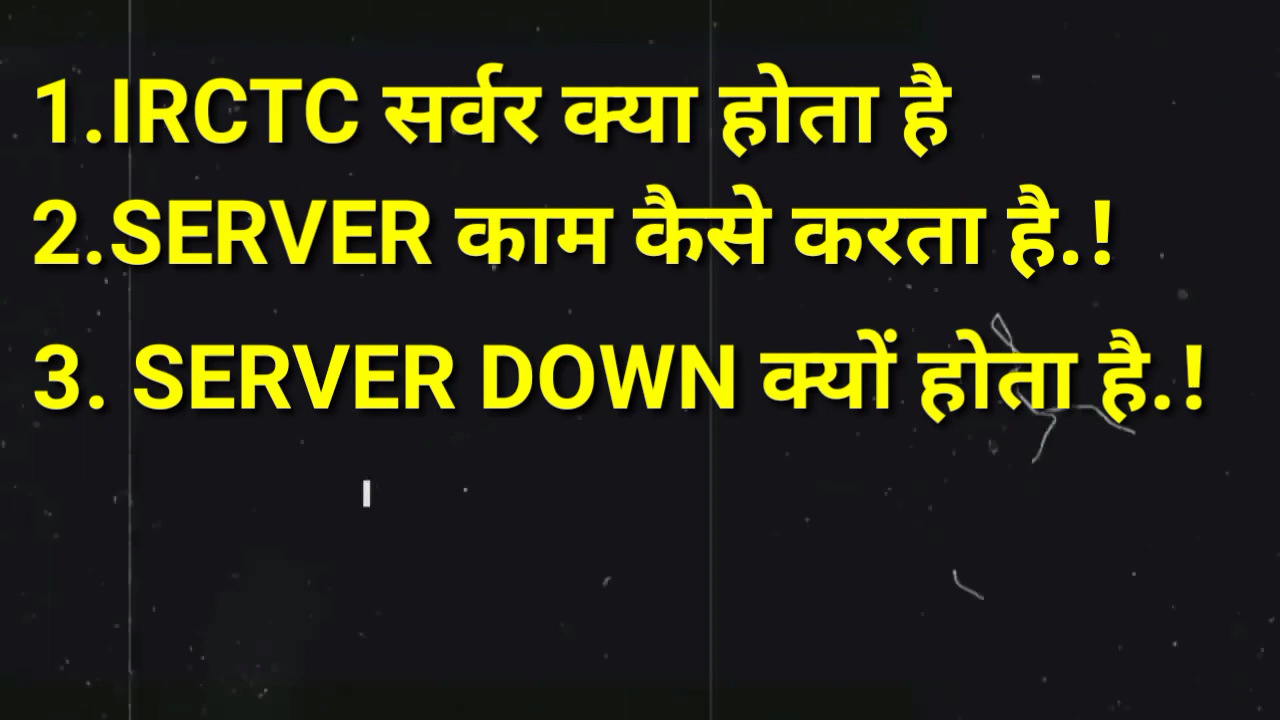 1.IRCTC सर्वर क्या होता है
2.SERVER काम कैसे करता है.!
3. SERVER DOWN क्यों होता है.!